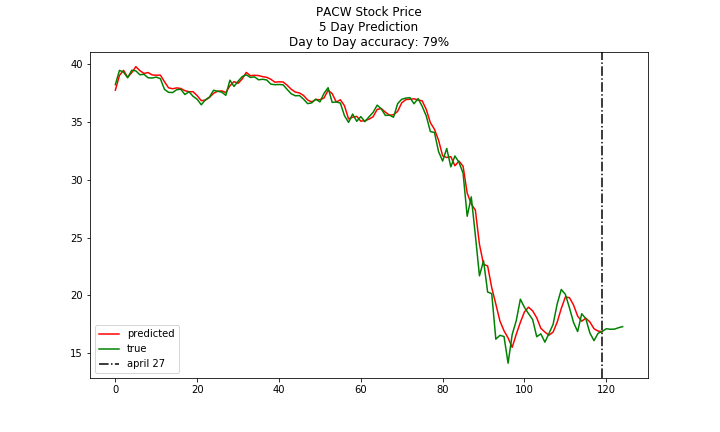 PACW Stock Price
5 Day Prediction
Day to Day accuracy: 79%
40
35
30
25
20
15
predicted
true
april 27
0
20
40
60
80
100
120